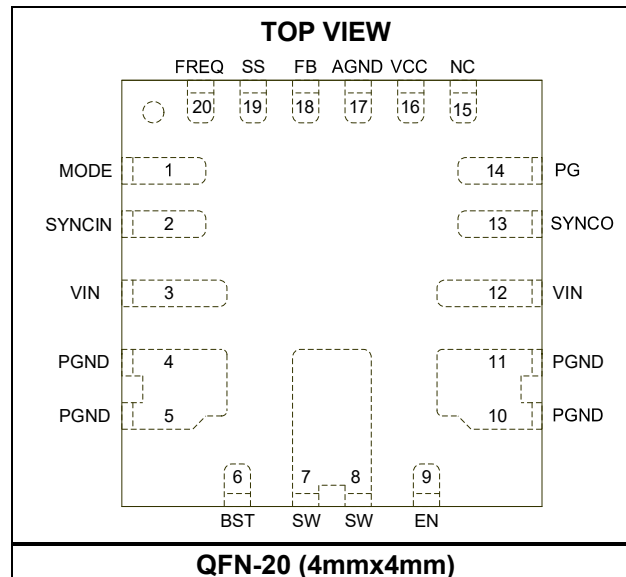 TOP VIEW
FREQ SS FB AGND VCC NC
20 19 18 17 16 15
MODE 1 14 PG
SYNCIN 2 13 SYNCO
VIN 3 12 VIN
PGND 4 11 PGND
PGND 5 10 PGND
6 7 8 9
BST SW SW EN
QFN-20 (4mmx4mm)